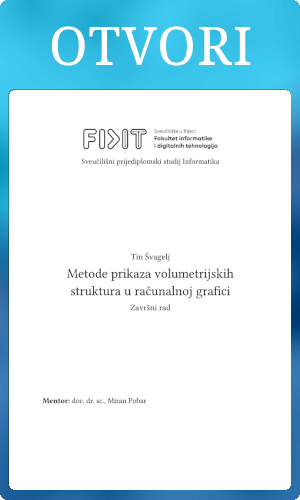 OTVORI
FIDIT
Sveučilište u Rijeci
Fakultet informatike
i digitalnih tehnologija
Sveučilišni prijediplomski studij Informatika
Tin Švagelj
Metode prikaza volumetrijskih
struktura u računalnoj grafici
Završni rad
Mentor: doc. dr. sc., Miran Pobar